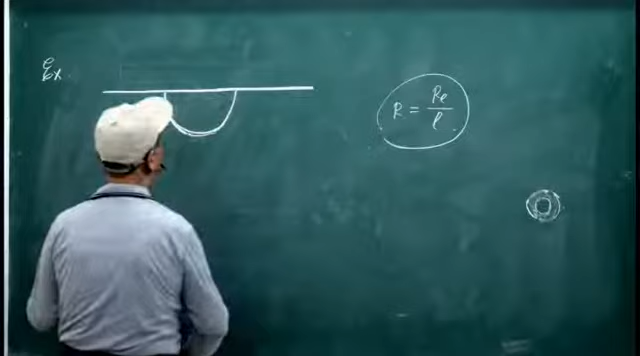 Ex.
R = Re / l